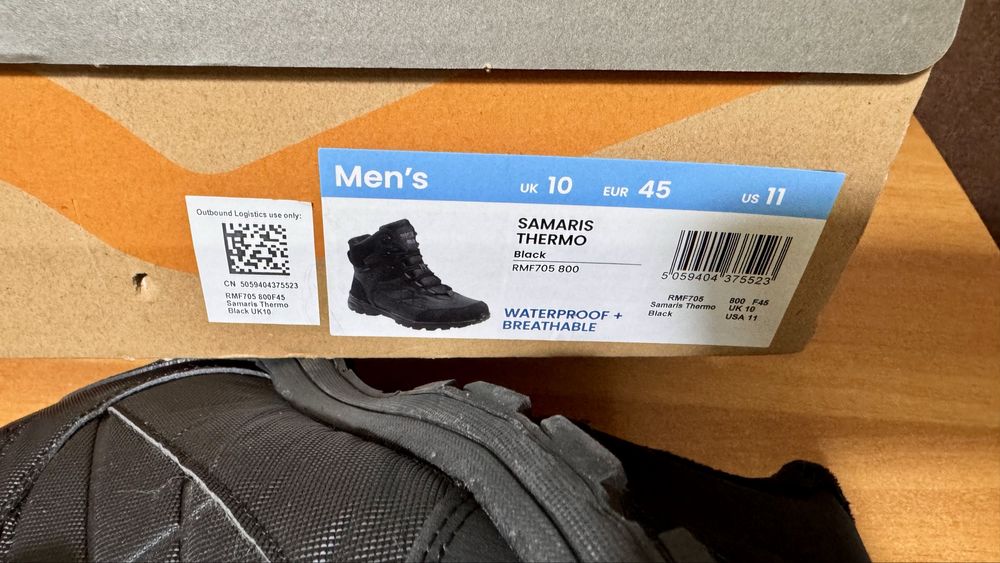 Men's
UK 10 EUR 45 US 11
Outbound Logistics use only:
CN 5059404375523
RMF705 800F45
Samaris Thermo
Black UK10
SAMARIS
THERMO
Black
RMF705 800
WATERPROOF +
BREATHABLE
5 059404 375523
RMF705 800 F45
Samaris Thermo UK 10
Black USA 11